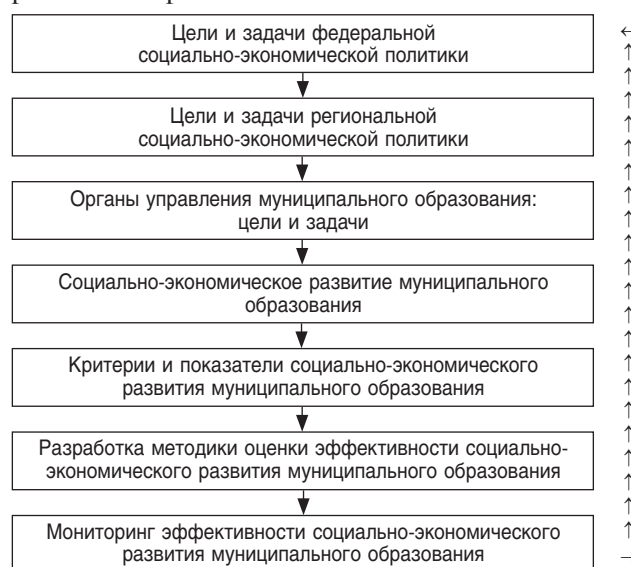 Цели и задачи федеральной
социально-экономической политики
Цели и задачи региональной
социально-экономической политики
Органы управления муниципального образования:
цели и задачи
Социально-экономическое развитие муниципального
образования
Критерии и показатели социально-экономического
развития муниципального образования
Разработка методики оценки эффективности социально-
экономического развития муниципального образования
Мониторинг эффективности социально-экономического
развития муниципального образования